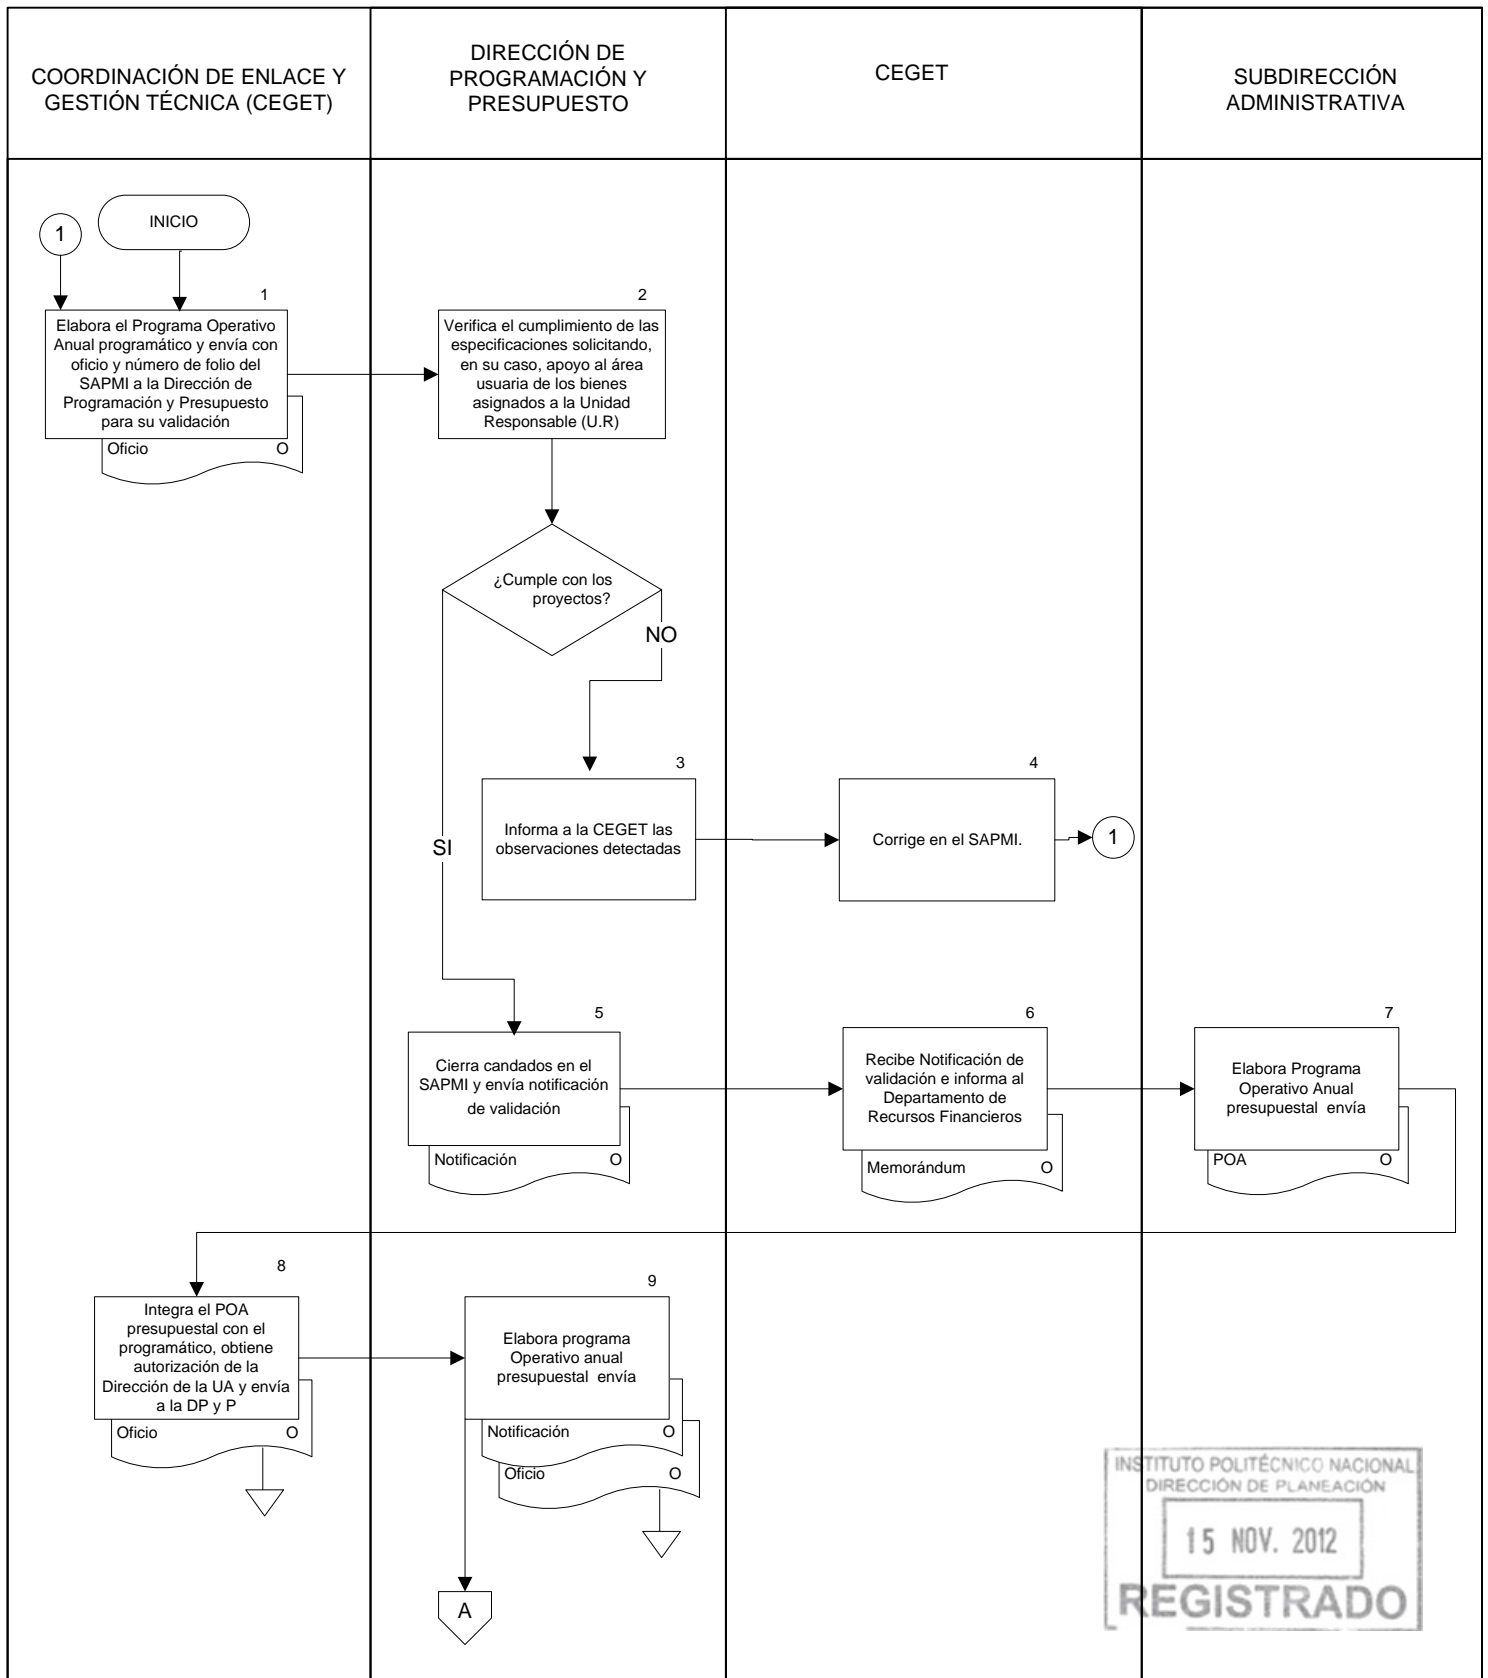 COORDINACIÓN DE ENLACE Y
GESTIÓN TÉCNICA (CEGET)
DIRECCIÓN DE
PROGRAMACIÓN Y
PRESUPUESTO
CEGET
SUBDIRECCIÓN
ADMINISTRATIVA
1
INICIO
1
Elabora el Programa Operativo
Anual programático y envía con
oficio y número de folio del
SAPMI a la Dirección de
Programación y Presupuesto
para su validación
Oficio O
2
Verifica el cumplimiento de las
especificaciones solicitando,
en su caso, apoyo al área
usuaria de los bienes
asignados a la Unidad
Responsable (U.R)
¿Cumple con los
proyectos?
NO
SI
3
Informa a la CEGET las
observaciones detectadas
4
Corrige en el SAPMI.
1
5
Cierra candados en el
SAPMI y envía notificación
de validación
Notificación O
6
Recibe Notificación de
validación e informa al
Departamento de
Recursos Financieros
Memorándum O
7
Elabora Programa
Operativo Anual
presupuestal envía
POA O
8
Integra el POA
presupuestal con el
programático, obtiene
autorización de la
Dirección de la UA y envía
a la DP y P
Oficio O
9
Elabora programa
Operativo anual
presupuestal envía
Notificación O
Oficio O
A
INSTITUTO POLITÉCNICO NACIONAL
DIRECCIÓN DE PLANEACIÓN
15 NOV. 2012
REGISTRADO